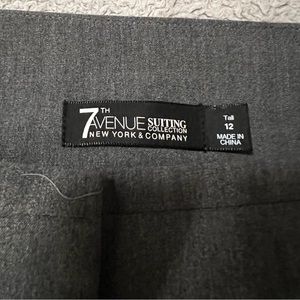 7TH
AVENUE SUITING COLLECTION
NEW YORK & COMPANY
Tall
12
MADE IN
CHINA